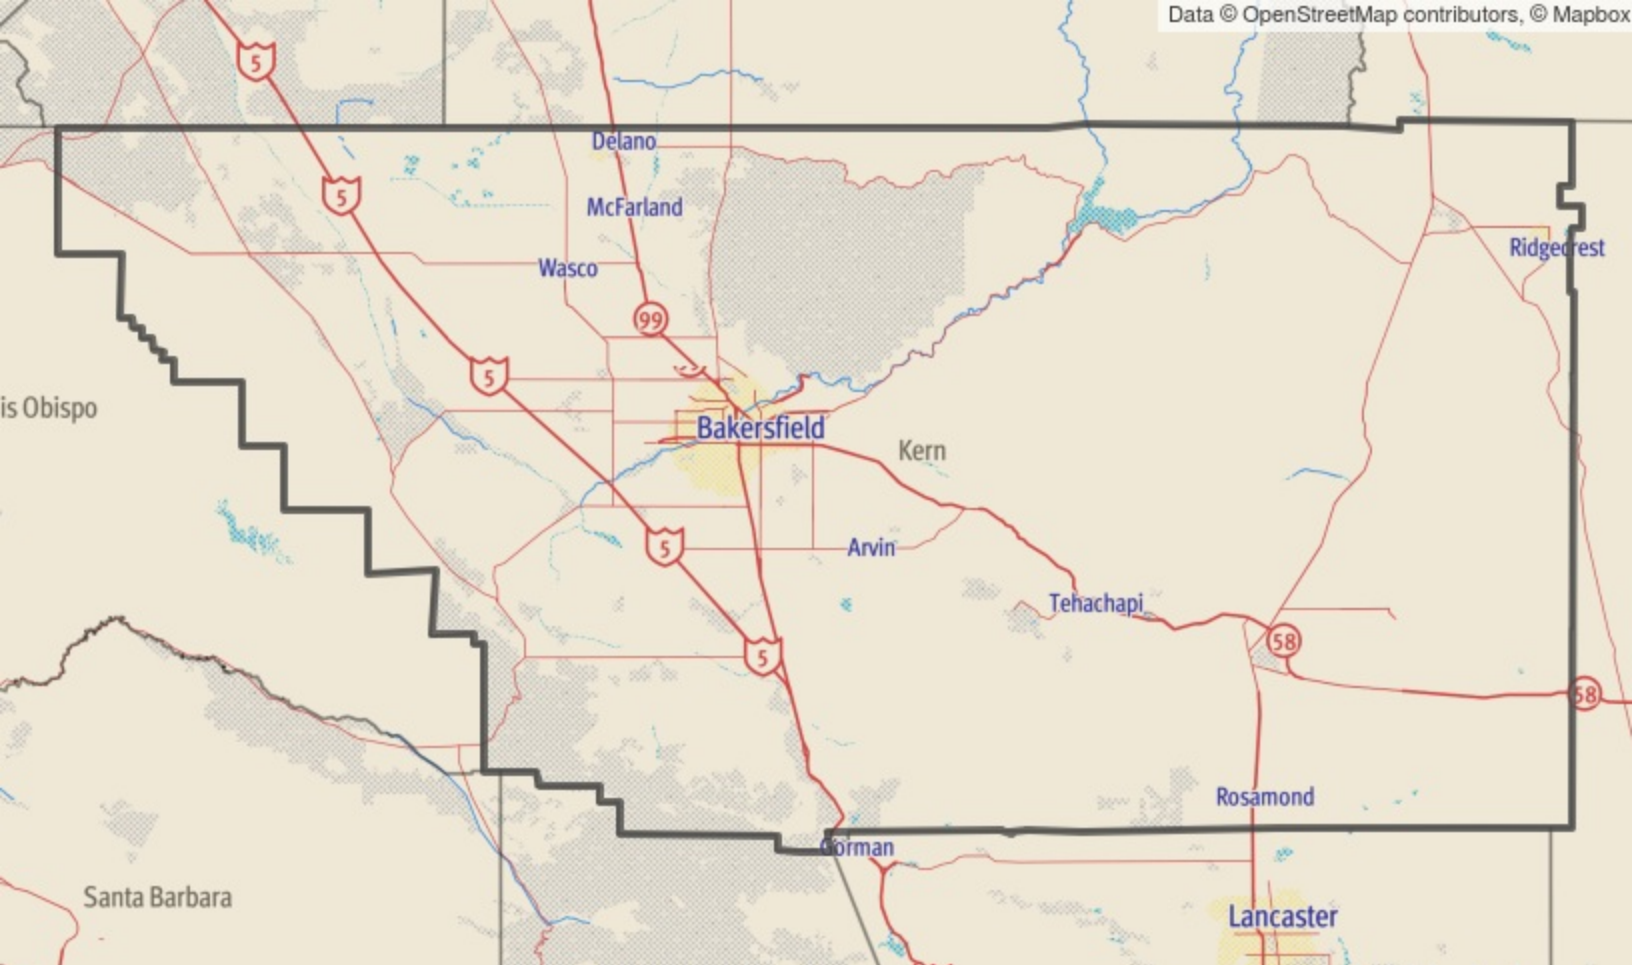 Data © OpenStreetMap contributors, © Mapbox
5
Delano
5
McFarland
Ridgecrest
Wasco
99
5
is Obispo
Bakersfield
Kern
5
Arvin
Tehachapi
58
5
58
Rosamond
Gorman
Santa Barbara
Lancaster